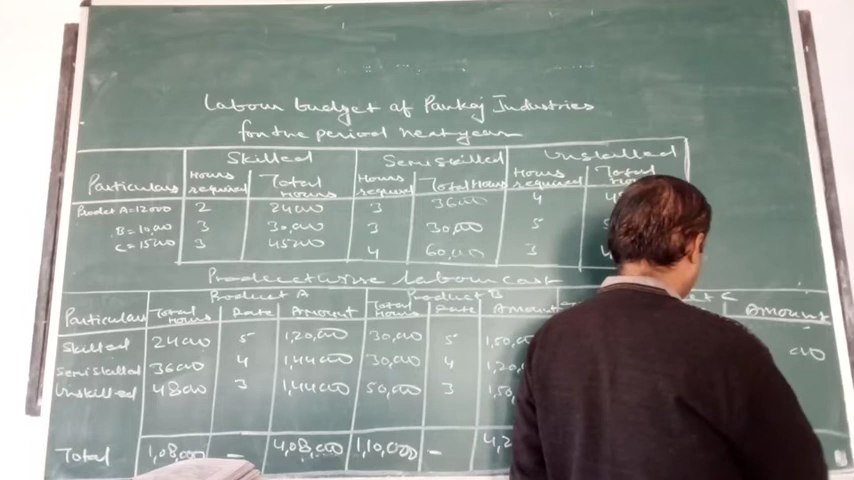 Labour budget of Pankaj Industries
for the period next year
Skilled Semiskilled Unskilled
Particulars Hours required Total Hours Hours required Total Hours Hours required Total
Product A=12000 2 24000 3 36000 4
B=10,000 3 30,000 3 30,000 5
C=15000 3 45000 4 60,000 3
Productwise labour cost
Product A Product B C
Particulars Total Hours Rate Amount Total Hours Rate Amount Amount
Skilled 24000 5 1,20,000 30,000 5
Semiskilled 36000 4 1,44000 30,000 4
Unskilled 48000 3 1,44000 50,000 3
Total 1,08,000 - 4,08,000 1,10,000 -